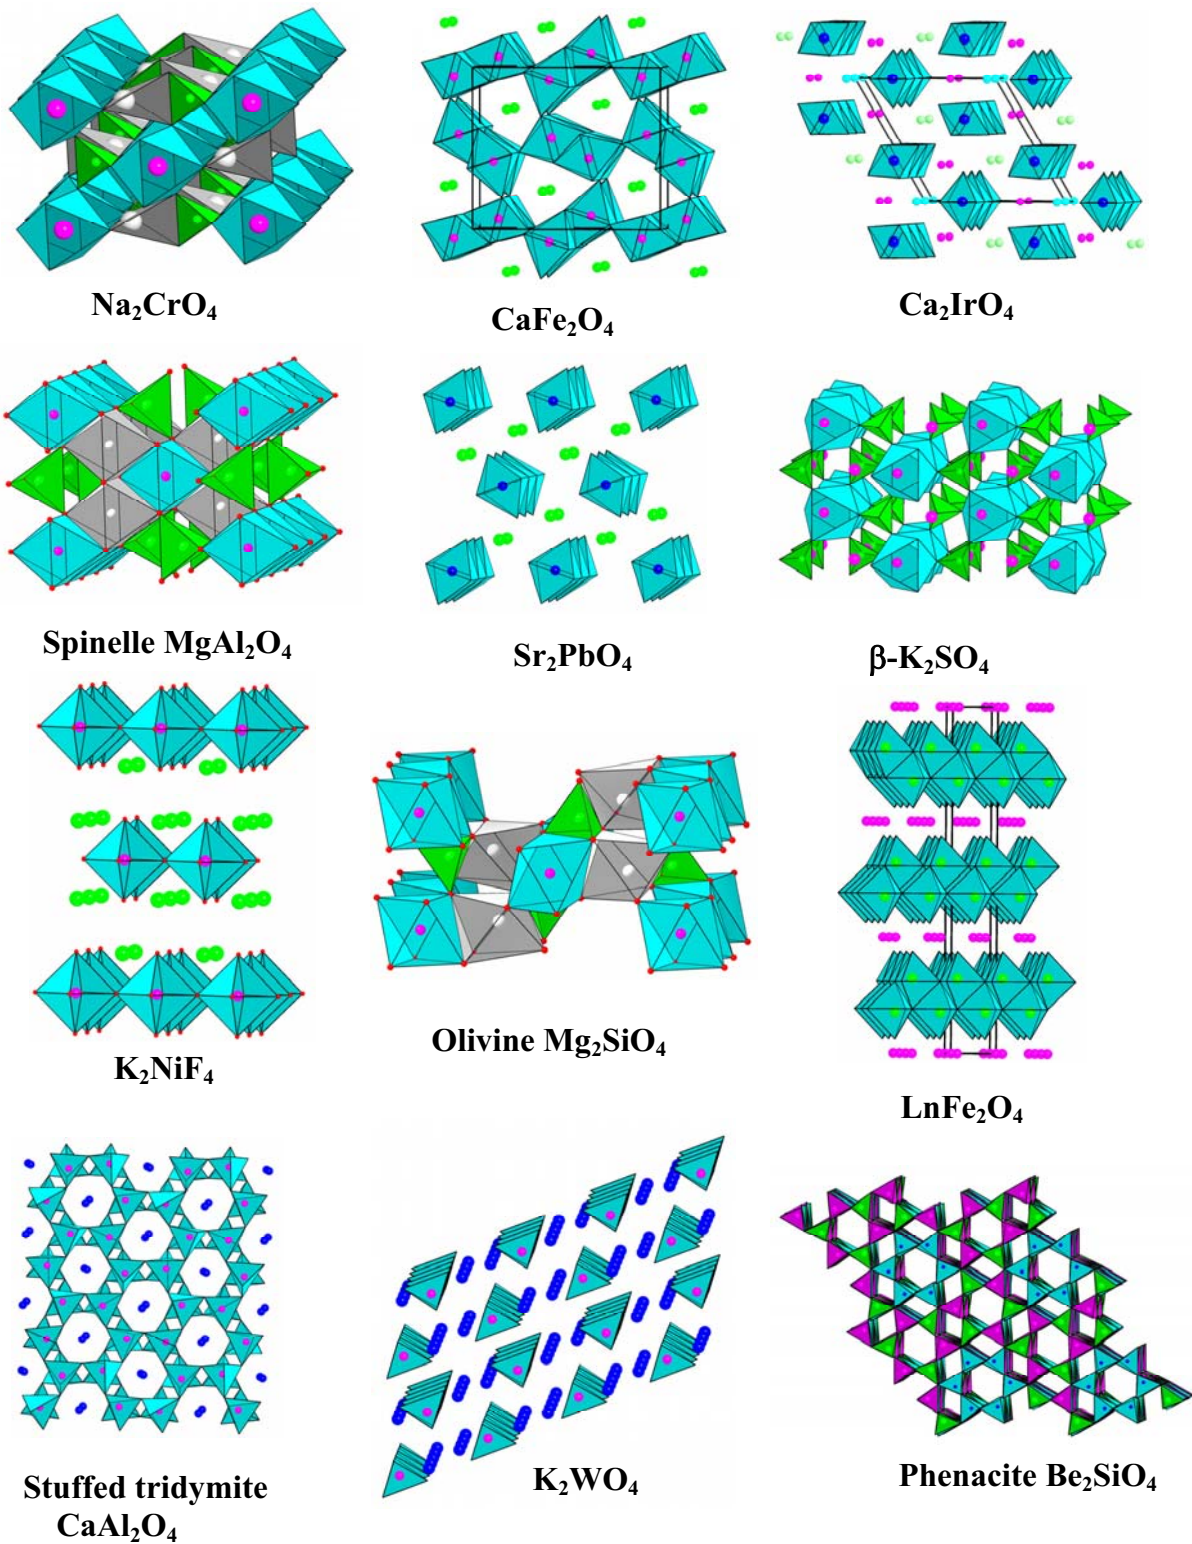 Na₂CrO₄
CaFe₂O₄
Ca₂IrO₄
Spinelle MgAl₂O₄
Sr₂PbO₄
β-K₂SO₄
K₂NiF₄
Olivine Mg₂SiO₄
LnFe₂O₄
Stuffed tridymite
CaAl₂O₄
K₂WO₄
Phenacite Be₂SiO₄